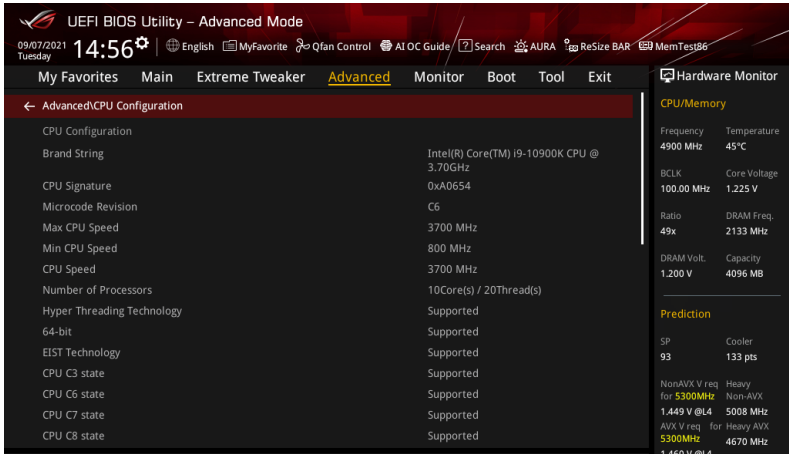 UEFI BIOS Utility – Advanced Mode
09/07/2021 Tuesday 14:56 English MyFavorite Qfan Control AI OC Guide ? Search AURA ReSize BAR MemTest86
My Favorites Main Extreme Tweaker Advanced Monitor Boot Tool Exit
← Advanced\CPU Configuration
CPU Configuration
Brand String Intel(R) Core(TM) i9-10900K CPU @
3.70GHz
CPU Signature 0xA0654
Microcode Revision C6
Max CPU Speed 3700 MHz
Min CPU Speed 800 MHz
CPU Speed 3700 MHz
Number of Processors 10Core(s) / 20Thread(s)
Hyper Threading Technology Supported
64-bit Supported
EIST Technology Supported
CPU C3 state Supported
CPU C6 state Supported
CPU C7 state Supported
CPU C8 state Supported
Hardware Monitor
CPU/Memory
Frequency Temperature
4900 MHz 45°C
BCLK Core Voltage
100.00 MHz 1.225 V
Ratio DRAM Freq.
49x 2133 MHz
DRAM Volt. Capacity
1.200 V 4096 MB
Prediction
SP Cooler
93 133 pts
NonAVX V req Heavy
for 5300MHz Non-AVX
1.449 V @L4 5008 MHz
AVX V req for Heavy AVX
5300MHz 4670 MHz
1.460 V @L4